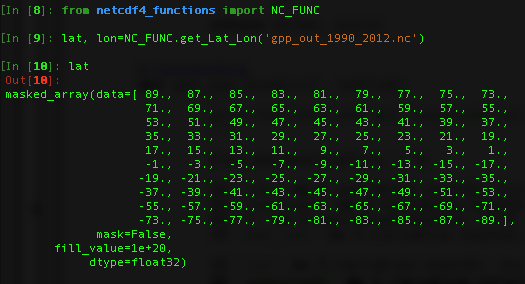 In [8]: from netcdf4_functions import NC_FUNC
In [9]: lat, lon=NC_FUNC.get_Lat_Lon('gpp_out_1990_2012.nc')
In [10]: lat
Out[10]:
masked_array(data=[ 89., 87., 85., 83., 81., 79., 77., 75., 73.,
71., 69., 67., 65., 63., 61., 59., 57., 55.,
53., 51., 49., 47., 45., 43., 41., 39., 37.,
35., 33., 31., 29., 27., 25., 23., 21., 19.,
17., 15., 13., 11., 9., 7., 5., 3., 1.,
-1., -3., -5., -7., -9., -11., -13., -15., -17.,
-19., -21., -23., -25., -27., -29., -31., -33., -35.,
-37., -39., -41., -43., -45., -47., -49., -51., -53.,
-55., -57., -59., -61., -63., -65., -67., -69., -71.,
-73., -75., -77., -79., -81., -83., -85., -87., -89.],
mask=False,
fill_value=1e+20,
dtype=float32)